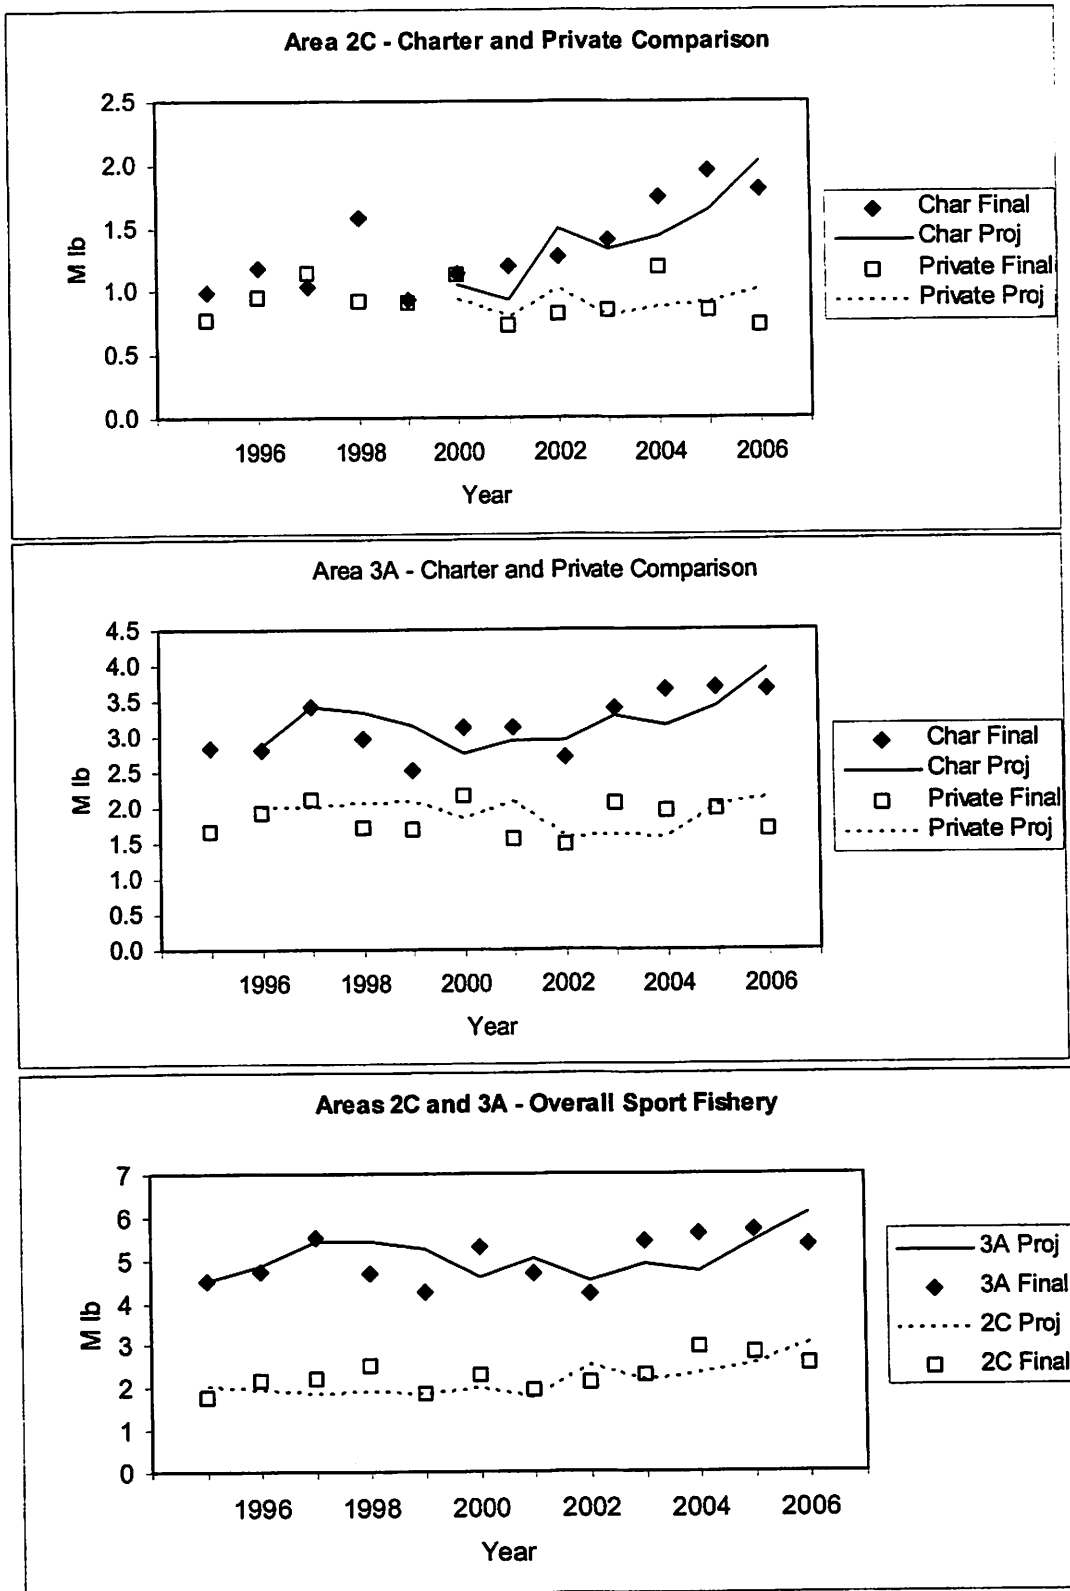 Area 2C - Charter and Private Comparison
2.5
2.0
1.5
1.0
0.5
0.0
M lb
1996 1998 2000 2002 2004 2006
Year
Char Final
Char Proj
Private Final
Private Proj
Area 3A - Charter and Private Comparison
4.5
4.0
3.5
3.0
2.5
2.0
1.5
1.0
0.5
0.0
M lb
1996 1998 2000 2002 2004 2006
Year
Char Final
Char Proj
Private Final
Private Proj
Areas 2C and 3A - Overall Sport Fishery
7
6
5
4
3
2
1
0
M lb
1996 1998 2000 2002 2004 2006
Year
3A Proj
3A Final
2C Proj
2C Final